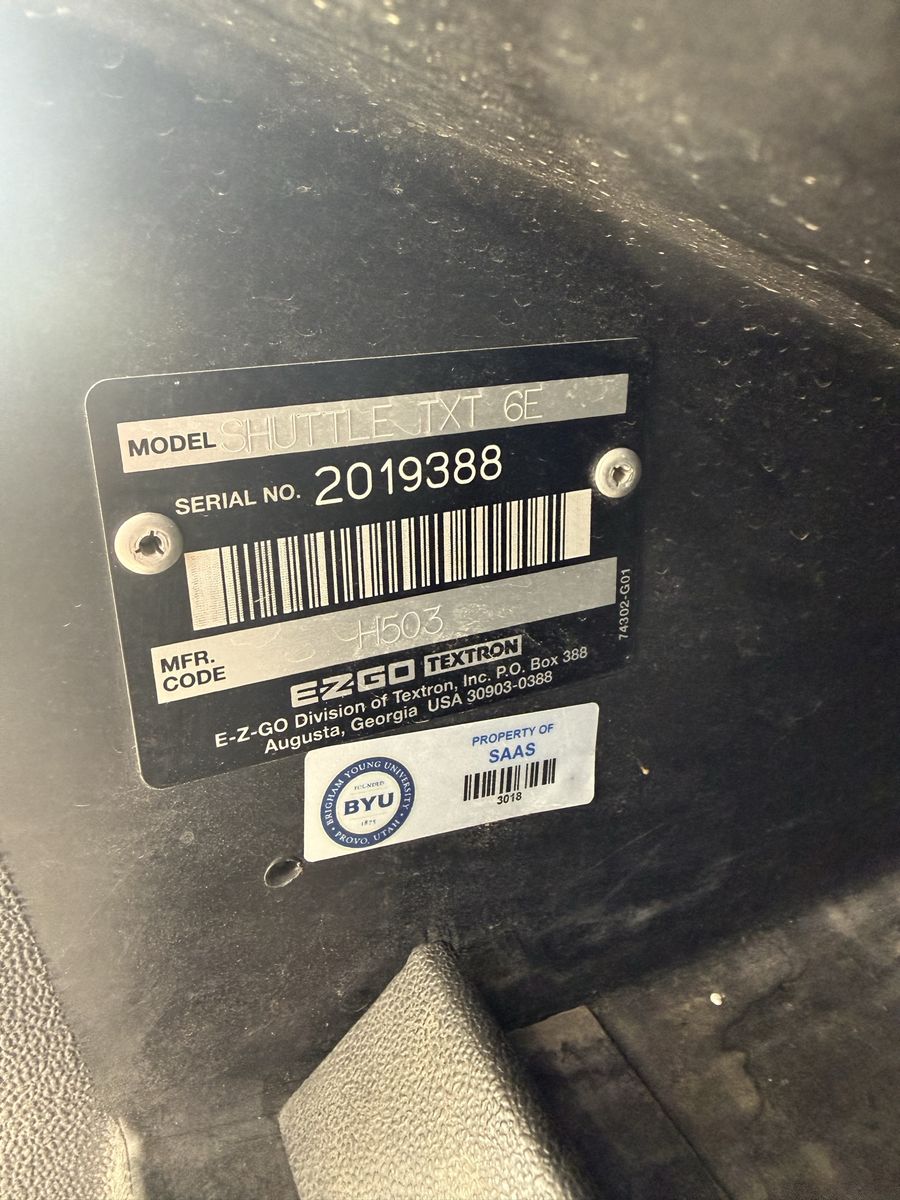 MODEL SHUTTLE TXT 6E
SERIAL NO. 2019388
MFR. CODE H503
74302-G01
E-Z-GO TEXTRON
E-Z-GO Division of Textron, Inc. P.O. Box 388
Augusta, Georgia USA 30903-0388
BRIGHAM YOUNG UNIVERSITY
FOUNDED
BYU
1875
PROVO, UTAH
PROPERTY OF
SAAS
3018